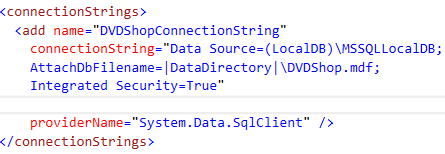 <connectionStrings>
<add name="DVDShopConnectionString"
connectionString="Data Source=(LocalDB)\MSSQLLocalDB;
AttachDbFilename=|DataDirectory|\DVDShop.mdf;
Integrated Security=True"
providerName="System.Data.SqlClient" />
</connectionStrings>